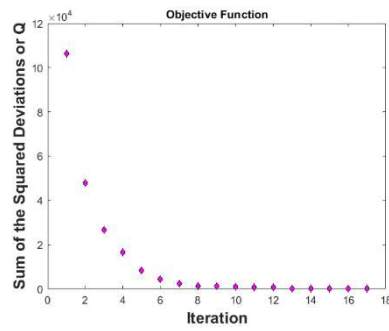 Objective Function
×10⁴
12
10
8
6
4
2
0
Sum of the Squared Deviations or Q
0 2 4 6 8 10 12 14 16 18
Iteration